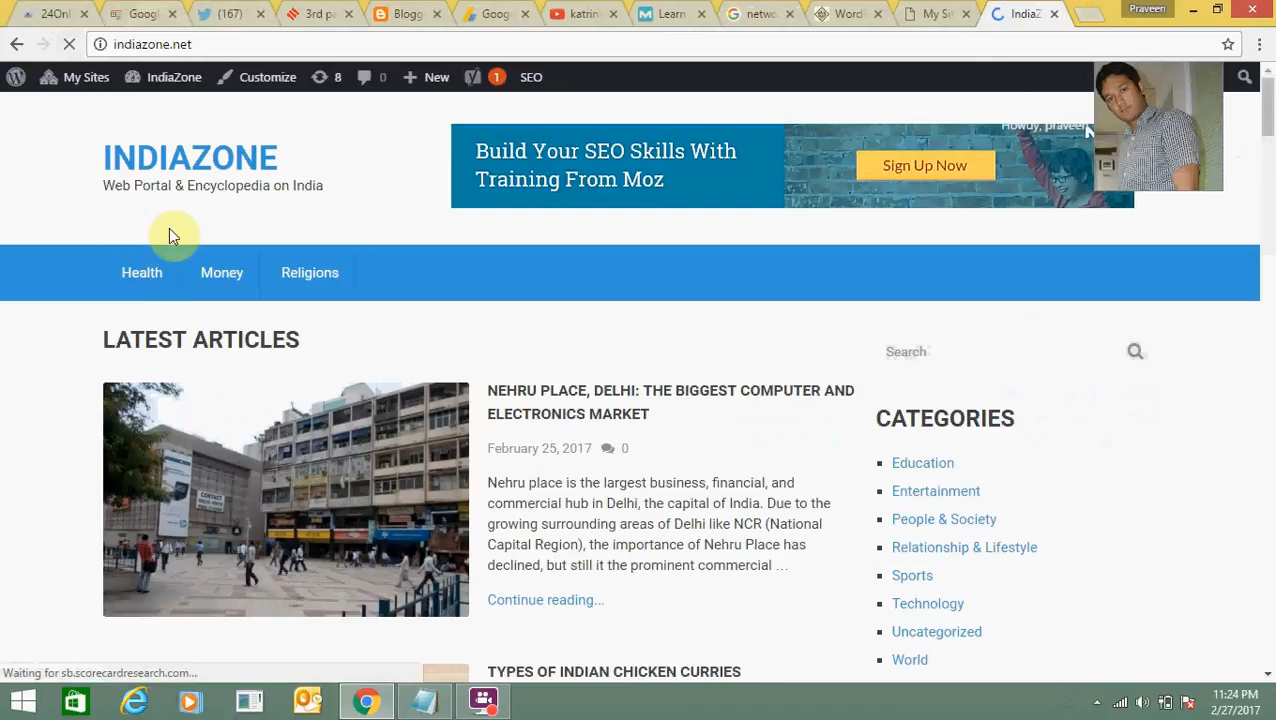 24Onl
Googl
(167)
3rd pa
Blogg
Googl
katrin
Learn
netwo
Word
My Sit
IndiaZ
Praveen
indiazone.net
My Sites
IndiaZone
Customize
8
0
New
1
SEO
INDIAZONE
Web Portal & Encyclopedia on India
Build Your SEO Skills With
Training From Moz
Sign Up Now
Howdy, praveen
Health
Money
Religions
LATEST ARTICLES
NEHRU PLACE, DELHI: THE BIGGEST COMPUTER AND
ELECTRONICS MARKET
February 25, 2017
0
Nehru place is the largest business, financial, and
commercial hub in Delhi, the capital of India. Due to the
growing surrounding areas of Delhi like NCR (National
Capital Region), the importance of Nehru Place has
declined, but still it the prominent commercial …
Continue reading...
TYPES OF INDIAN CHICKEN CURRIES
Search
CATEGORIES
Education
Entertainment
People & Society
Relationship & Lifestyle
Sports
Technology
Uncategorized
World
Waiting for sb.scorecardresearch.com...
11:24 PM
2/27/2017